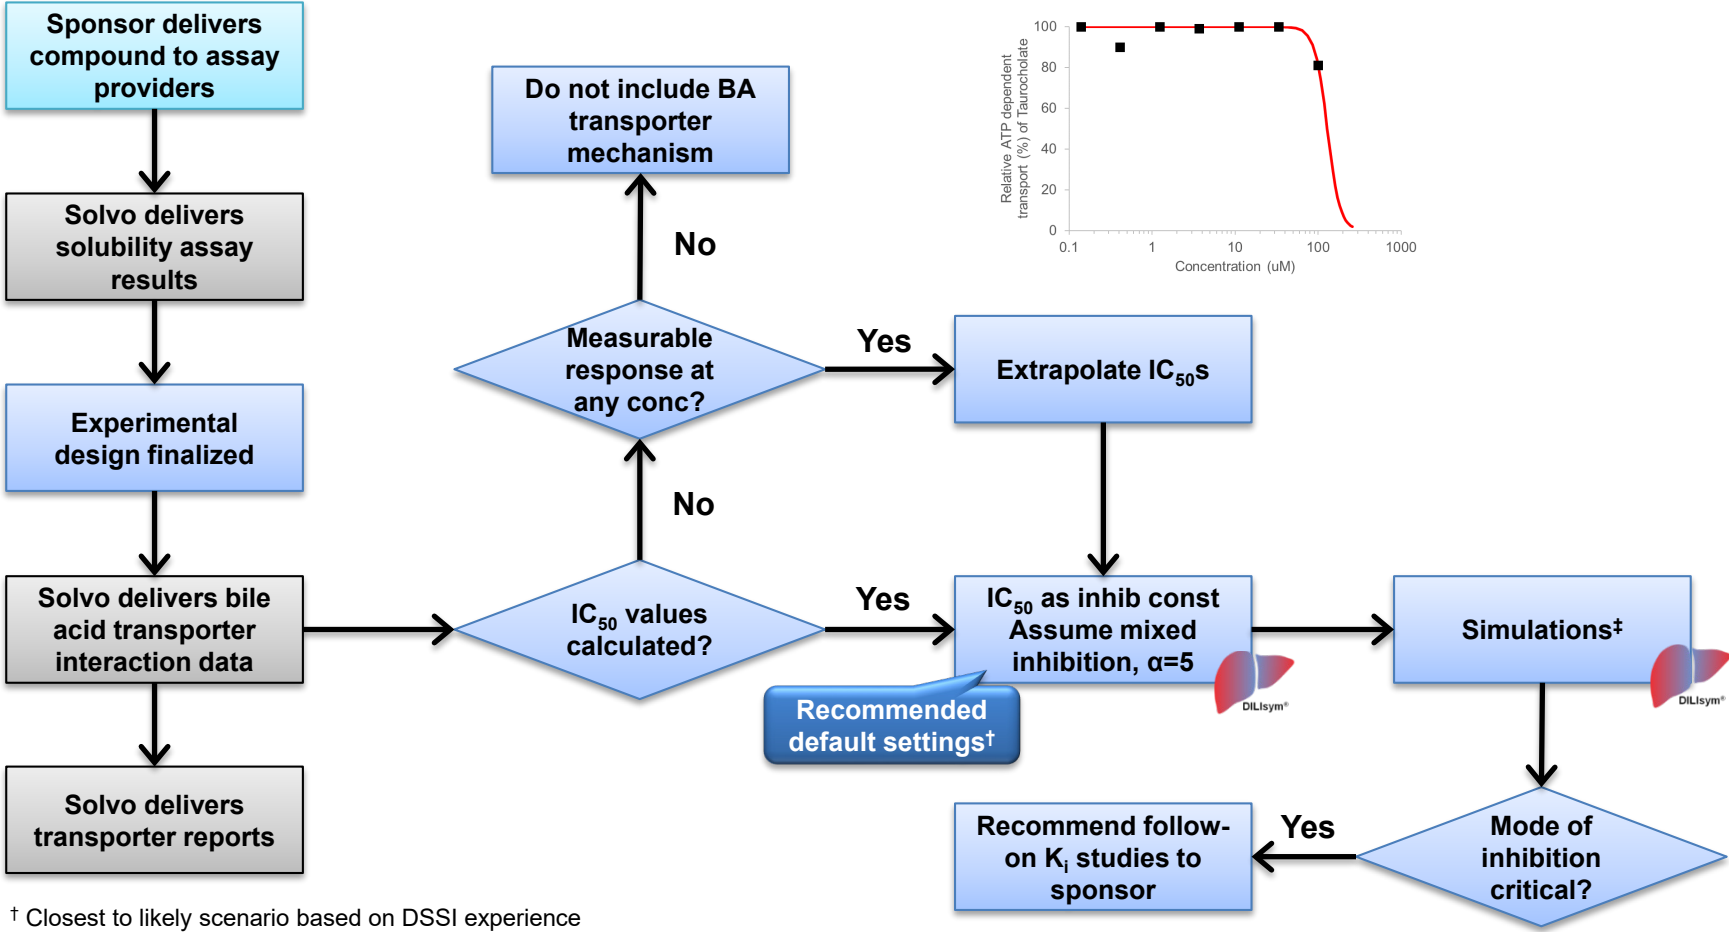 Sponsor delivers
compound to assay
providers
Solvo delivers
solubility assay
results
Experimental
design finalized
Solvo delivers bile
acid transporter
interaction data
Solvo delivers
transporter reports
Do not include BA
transporter
mechanism
No
Measurable
response at
any conc?
Yes
Extrapolate IC50s
No
IC50 values
calculated?
Yes
IC50 as inhib const
Assume mixed
inhibition, α=5
DILIsym®
Recommended
default settings†
Simulations‡
DILIsym®
Mode of
inhibition
critical?
Yes
Recommend follow-
on Ki studies to
sponsor
Relative ATP dependent
transport (%) of Taurocholate
100
80
60
40
20
0
0.1
1
10
100
1000
Concentration (uM)
† Closest to likely scenario based on DSSI experience